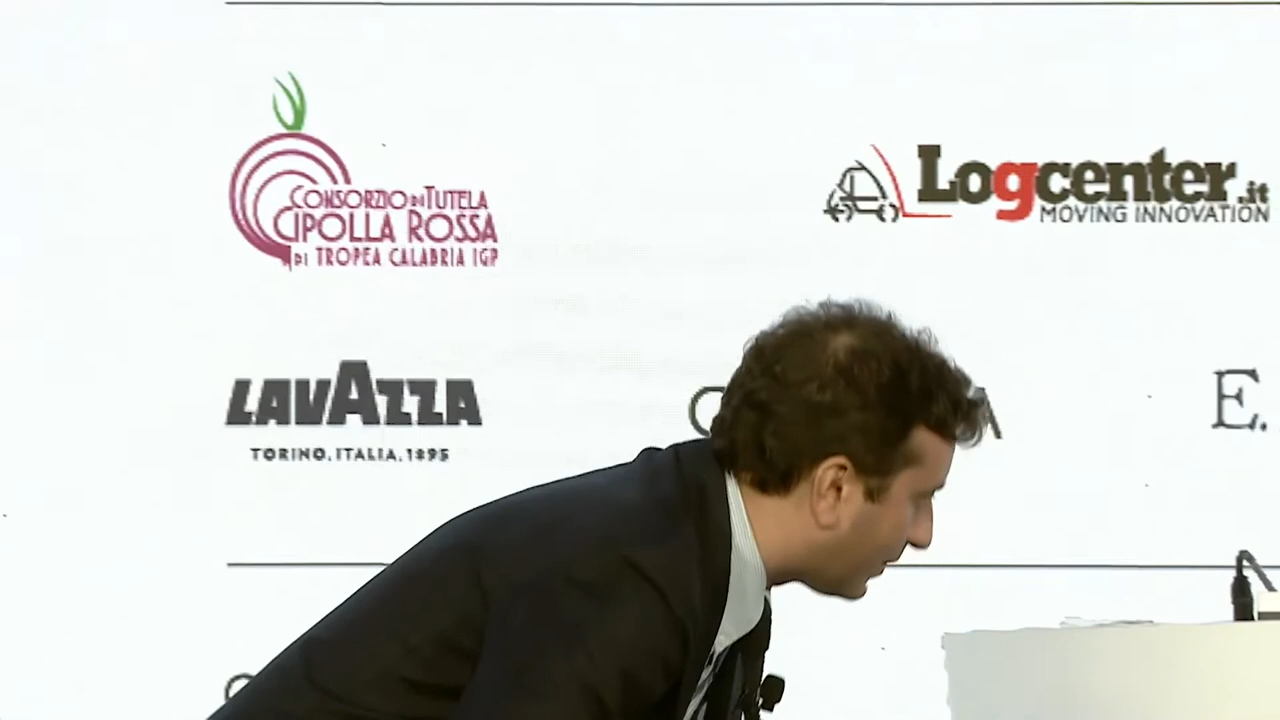 CONSORZIO DI TUTELA
CIPOLLA ROSSA
DI TROPEA CALABRIA IGP
Logcenter.it
MOVING INNOVATION
LAVAZZA
TORINO, ITALIA, 1895
E.